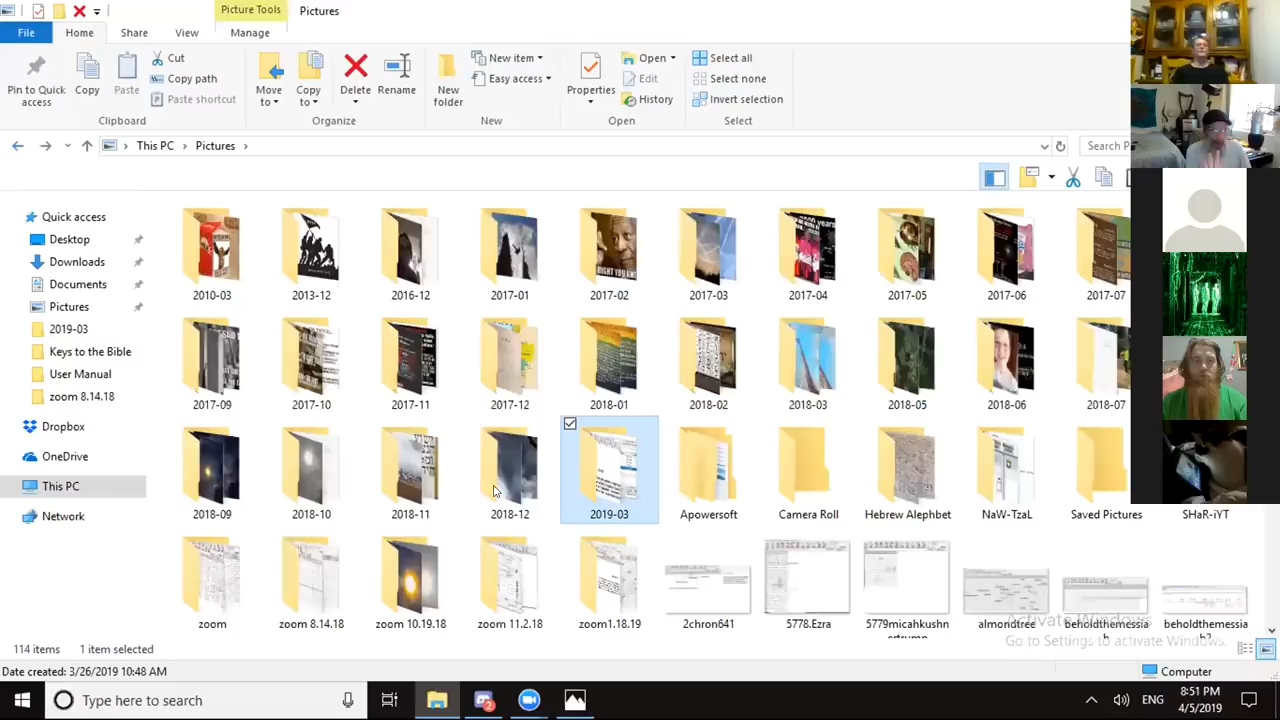 Picture Tools
Pictures
File
Home
Share
View
Manage
Pin to Quick access
Copy
Paste
Cut
Copy path
Paste shortcut
Clipboard
Move to
Copy to
Delete
Rename
Organize
New folder
New item
Easy access
New
Properties
Open
Edit
History
Open
Select all
Select none
Invert selection
Select
This PC
Pictures
Search P
Quick access
Desktop
Downloads
Documents
Pictures
2019-03
Keys to the Bible
User Manual
zoom 8.14.18
Dropbox
OneDrive
This PC
Network
2010-03
2013-12
2016-12
2017-01
2017-02
2017-03
2017-04
2017-05
2017-06
2017-07
2017-09
2017-10
2017-11
2017-12
2018-01
2018-02
2018-03
2018-05
2018-06
2018-07
2018-09
2018-10
2018-11
2018-12
2019-03
Apowersoft
Camera Roll
Hebrew Alephbet
NaW-TzaL
Saved Pictures
SHaR-iYT
zoom
zoom 8.14.18
zoom 10.19.18
zoom 11.2.18
zoom1.18.19
2chron641
5778.Ezra
5779micahkushn
almondtree
beholdthemessia
beholdthemessia
Activate Windows
Go to Settings to activate Windows.
114 items
1 item selected
Date created: 3/26/2019 10:48 AM
Computer
Type here to search
ENG
8:51 PM
4/5/2019